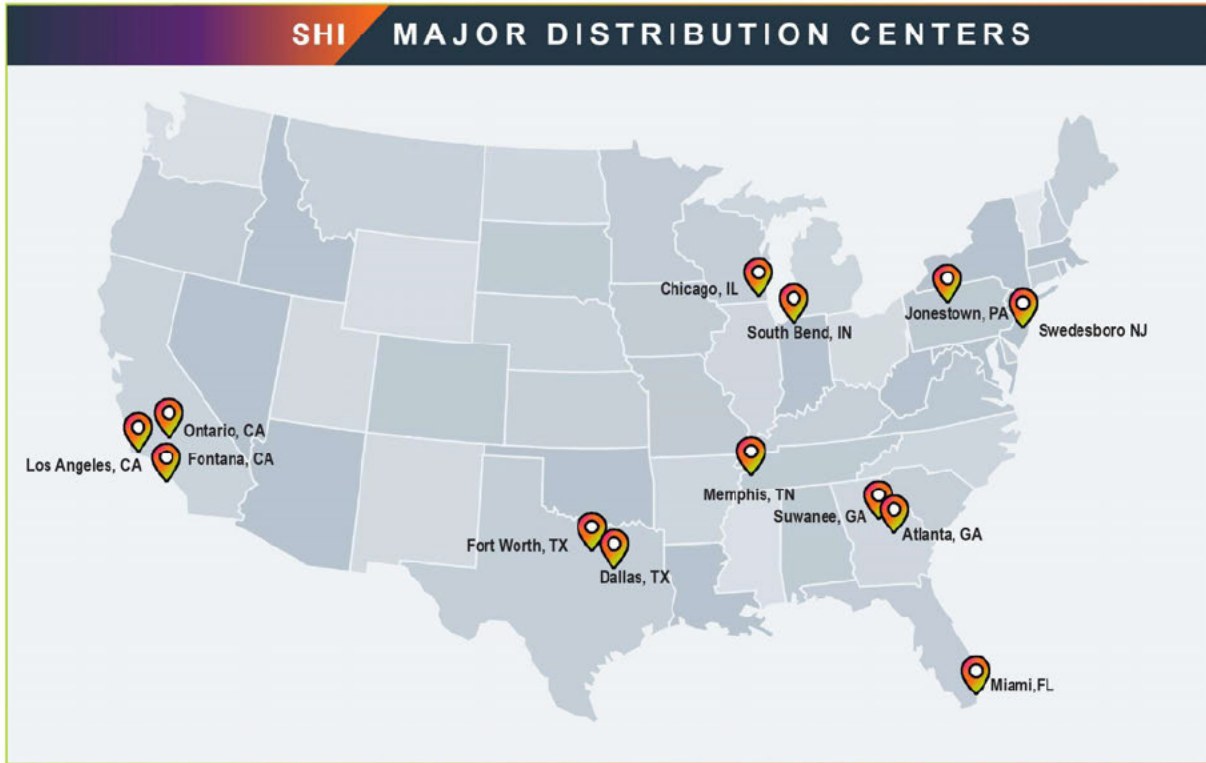 SHI MAJOR DISTRIBUTION CENTERS
Chicago, IL
South Bend, IN
Jonestown, PA
Swedesboro NJ
Ontario, CA
Los Angeles, CA
Fontana, CA
Memphis, TN
Suwanee, GA
Atlanta, GA
Fort Worth, TX
Dallas, TX
Miami,FL